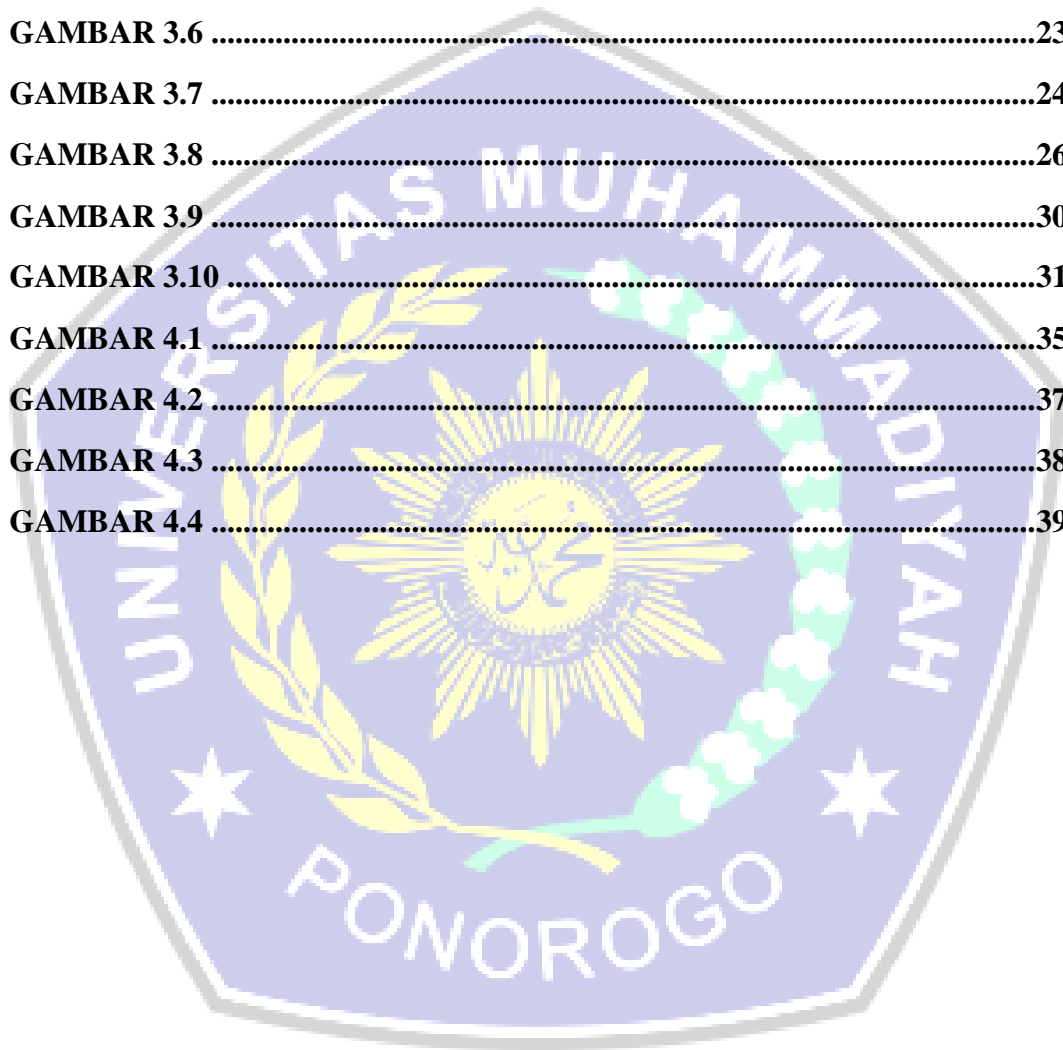 GAMBAR 3.6 ........................................................................................................23
GAMBAR 3.7 ........................................................................................................24
GAMBAR 3.8 ........................................................................................................26
GAMBAR 3.9 ........................................................................................................30
GAMBAR 3.10 ......................................................................................................31
GAMBAR 4.1 ........................................................................................................35
GAMBAR 4.2 ........................................................................................................37
GAMBAR 4.3 ........................................................................................................38
GAMBAR 4.4 ........................................................................................................39
UNIVERSITAS MUHAMMADIYAH
PONOROGO